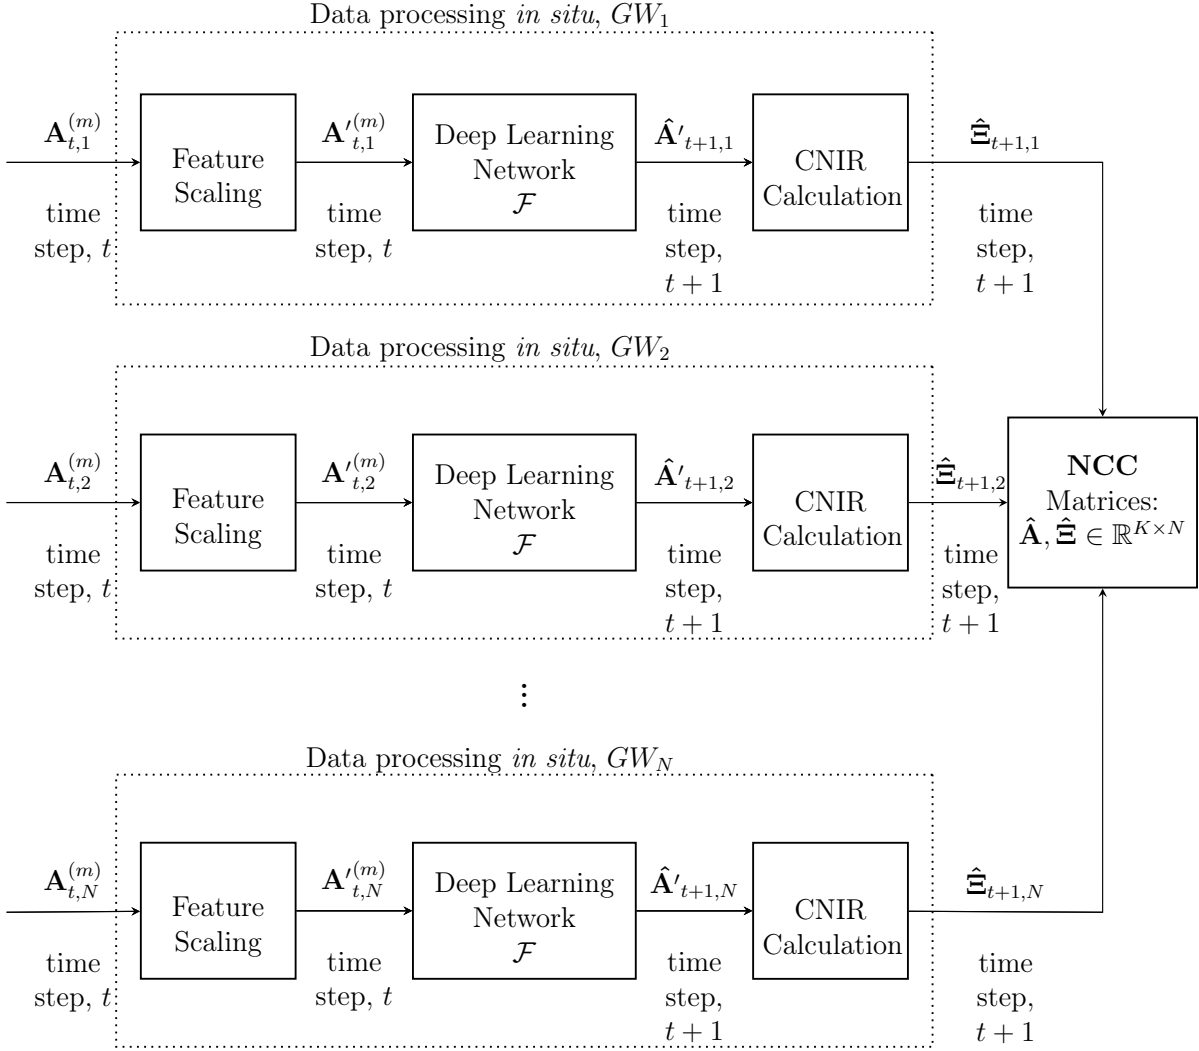 Data processing in situ, GW₁
A_{t,1}^{(m)}
time
step, t
Feature
Scaling
A′_{t,1}^{(m)}
time
step, t
Deep Learning
Network
ℱ
Â′_{t+1,1}
time
step,
t + 1
CNIR
Calculation
Ξ̂_{t+1,1}
time
step,
t + 1
Data processing in situ, GW₂
A_{t,2}^{(m)}
time
step, t
Feature
Scaling
A′_{t,2}^{(m)}
time
step, t
Deep Learning
Network
ℱ
Â′_{t+1,2}
time
step,
t + 1
CNIR
Calculation
Ξ̂_{t+1,2}
time
step,
t + 1
NCC
Matrices:
Â, Ξ̂ ∈ ℝ^{K×N}
⋮
Data processing in situ, GW_N
A_{t,N}^{(m)}
time
step, t
Feature
Scaling
A′_{t,N}^{(m)}
time
step, t
Deep Learning
Network
ℱ
Â′_{t+1,N}
time
step,
t + 1
CNIR
Calculation
Ξ̂_{t+1,N}
time
step,
t + 1